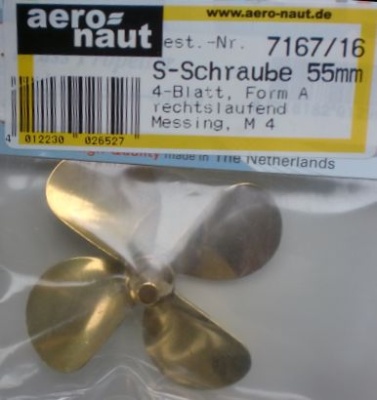 aero-
naut
www.aero-naut.de
est.-Nr. 7167/16
S-Schraube 55mm
4-Blatt, Form A
rechtslaufend
Messing, M 4
4 012230 026527
Quality made in The Netherlands